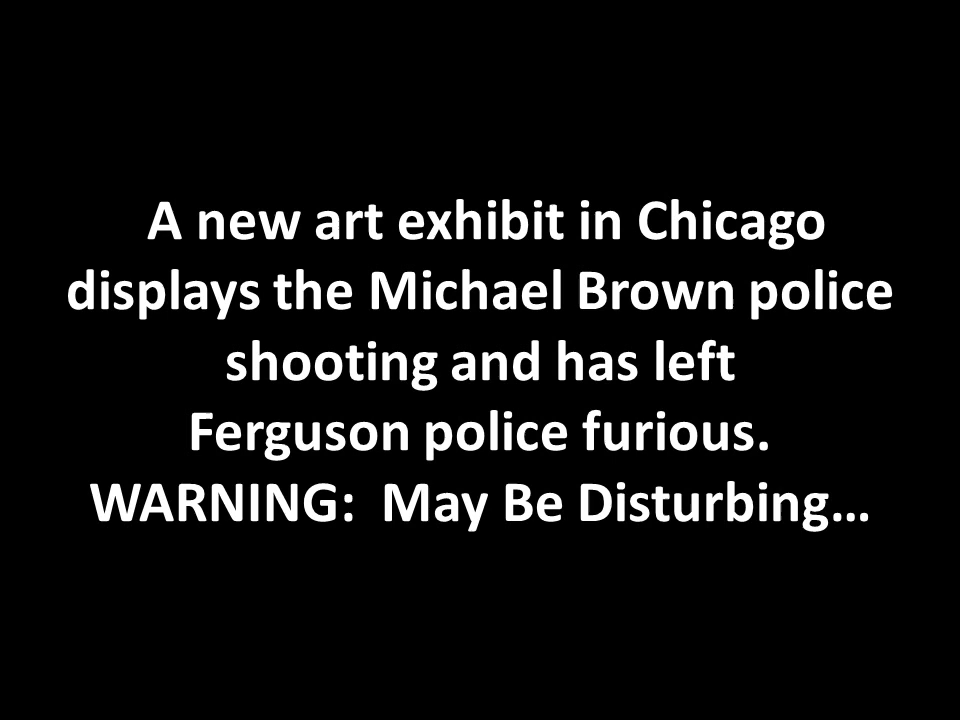 A new art exhibit in Chicago
displays the Michael Brown police
shooting and has left
Ferguson police furious.
WARNING:  May Be Disturbing…